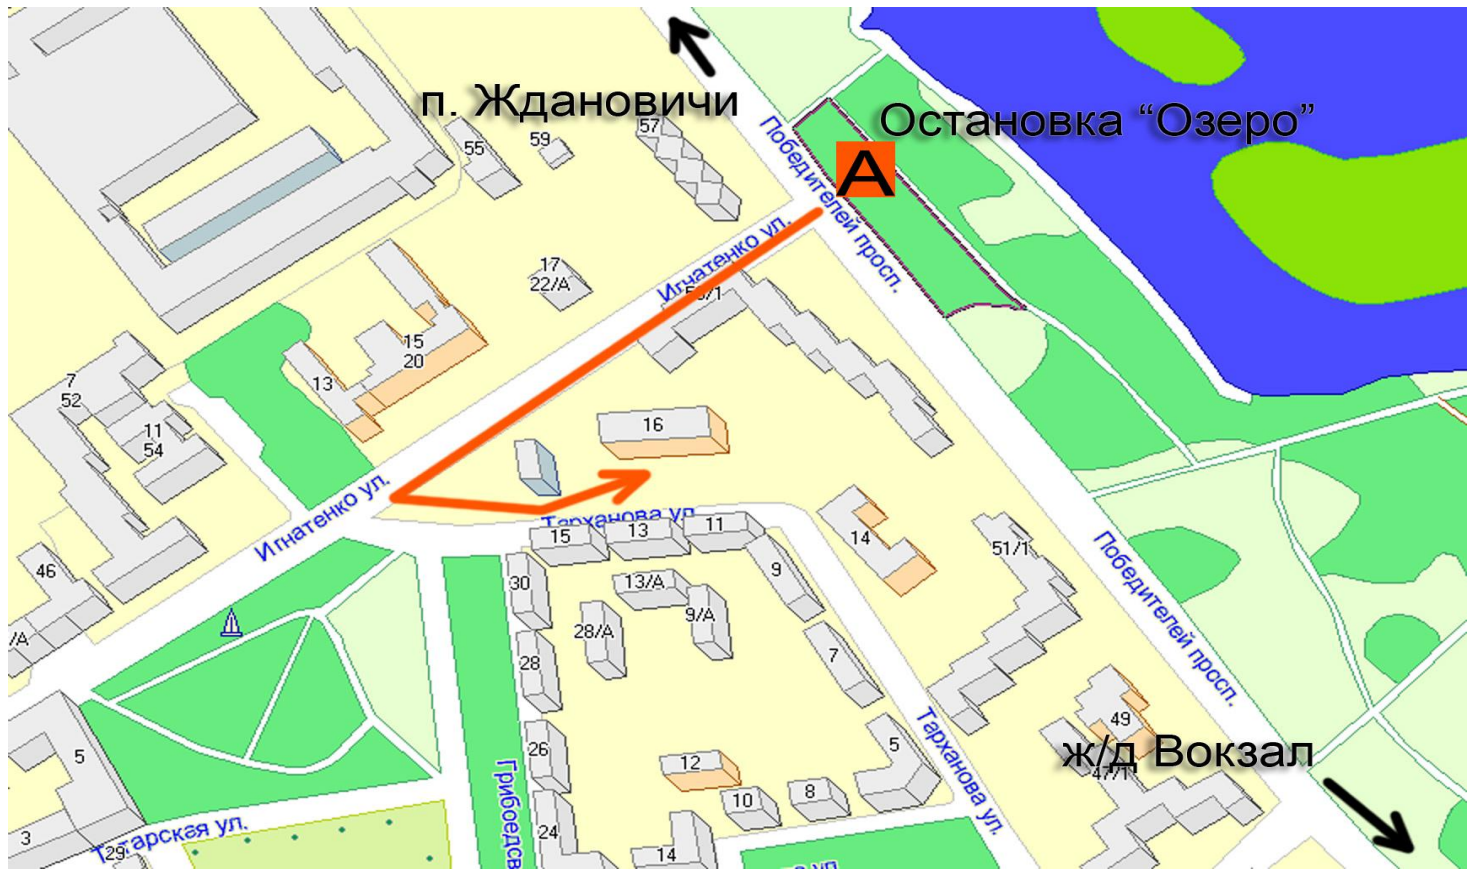 п. Ждановичи
Остановка “Озеро”
А
Победителей просп.
57
59
55
Игнатенко ул.
17
22/А
15
20
13
7
52
11
54
16
Игнатенко ул.
Тарханова ул
15
13
11
14
51/1
Победителей просп.
46
/А
30
13/А
9
9/А
28/А
28
7
49
5
26
12
5
ж/д Вокзал
47/1
Тарханова ул.
10
8
24
14
3
Татарская ул.
29
ул